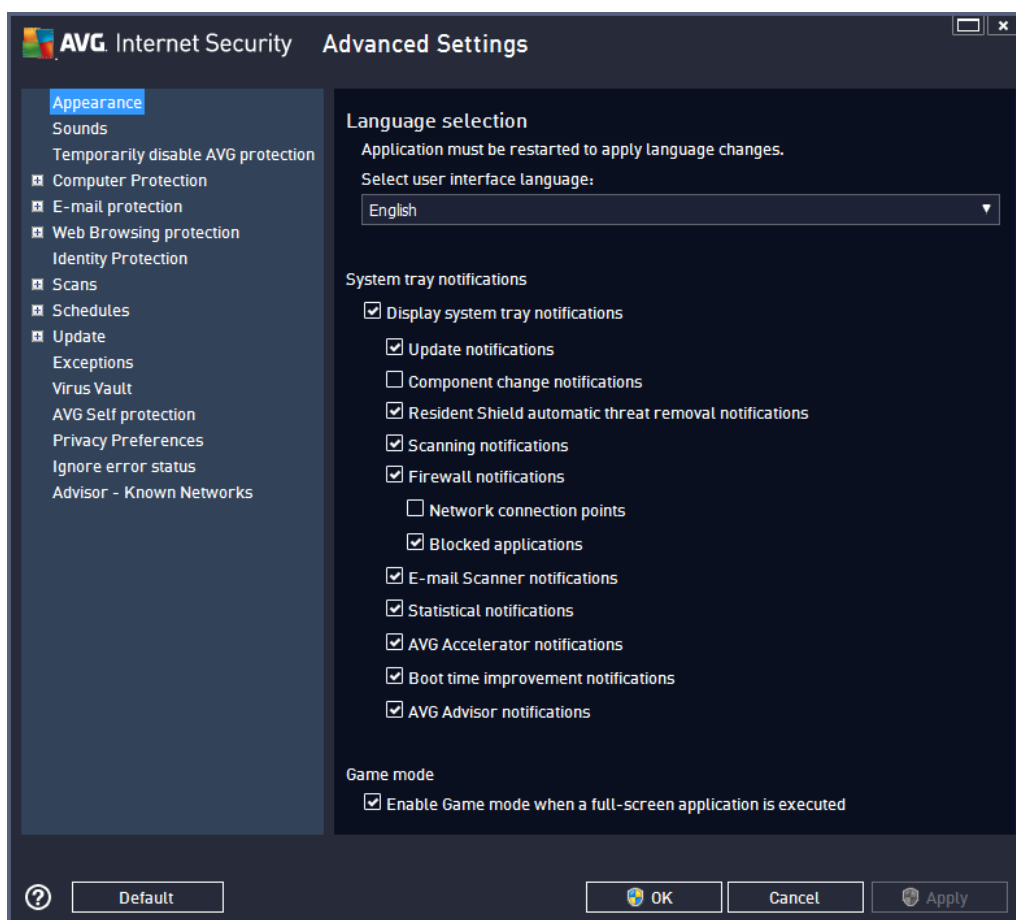 AVG. Internet Security Advanced Settings
Appearance
Sounds
Temporarily disable AVG protection
Computer Protection
E-mail protection
Web Browsing protection
Identity Protection
Scans
Schedules
Update
Exceptions
Virus Vault
AVG Self protection
Privacy Preferences
Ignore error status
Advisor - Known Networks
Language selection
Application must be restarted to apply language changes.
Select user interface language:
English
System tray notifications
Display system tray notifications
Update notifications
Component change notifications
Resident Shield automatic threat removal notifications
Scanning notifications
Firewall notifications
Network connection points
Blocked applications
E-mail Scanner notifications
Statistical notifications
AVG Accelerator notifications
Boot time improvement notifications
AVG Advisor notifications
Game mode
Enable Game mode when a full-screen application is executed
? Default OK Cancel Apply